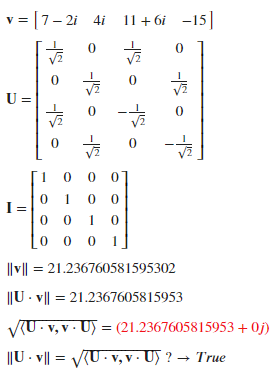 v = [7 − 2i 4i 11 + 6i −15]
U = [
1/√2 0 1/√2 0
0 1/√2 0 1/√2
1/√2 0 −1/√2 0
0 1/√2 0 −1/√2
]
I = [
1 0 0 0
0 1 0 0
0 0 1 0
0 0 0 1
]
‖v‖ = 21.236760581595302
‖U · v‖ = 21.2367605815953
√⟨U · v, v · U⟩ = (21.2367605815953 + 0j)
‖U · v‖ = √⟨U · v, v · U⟩ ? → True